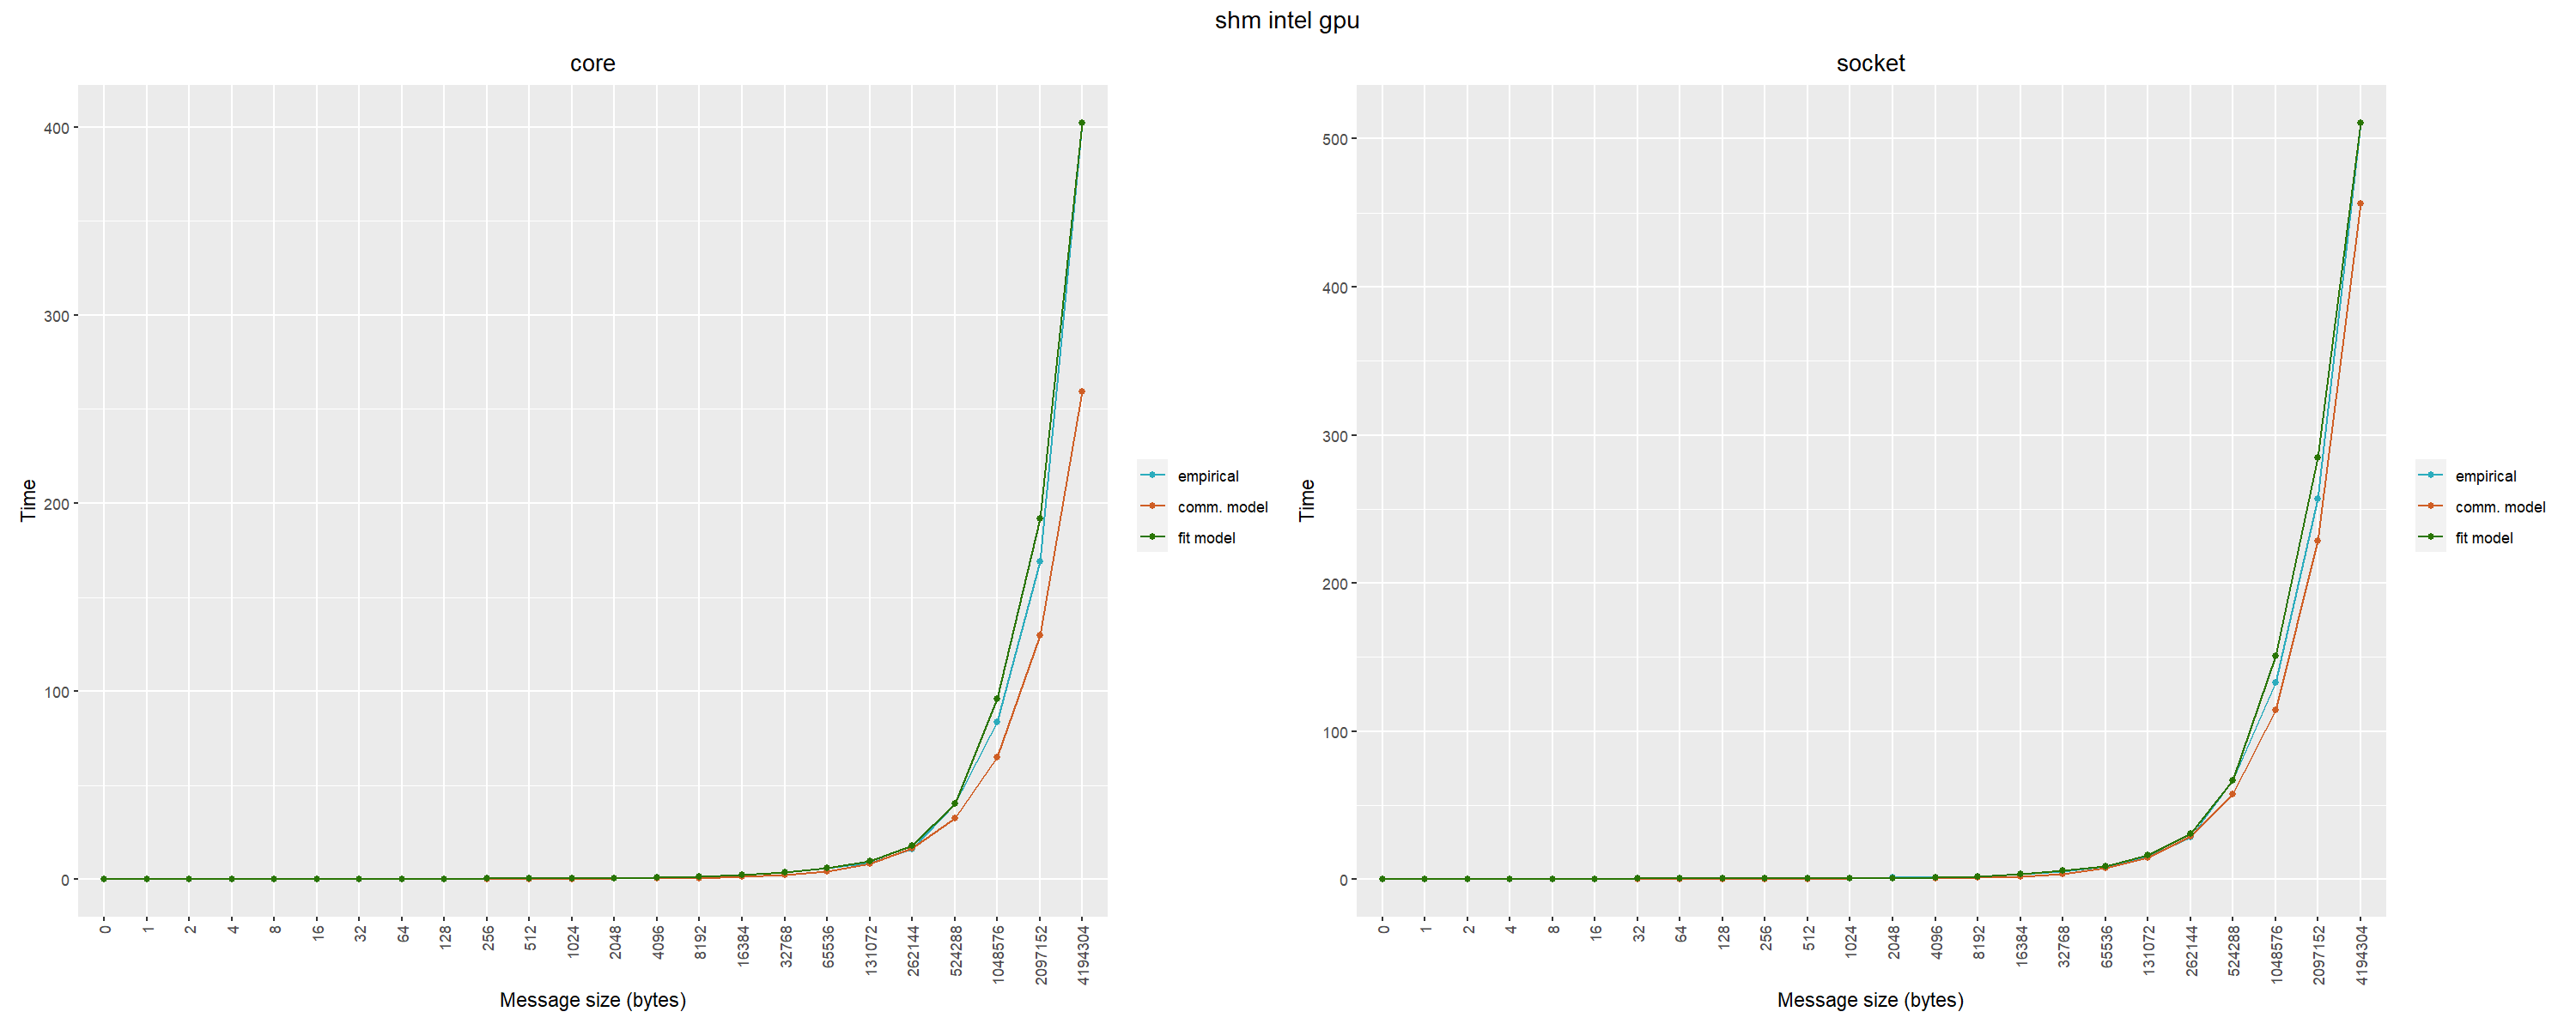 shm intel gpu
core
Time
400
300
200
100
0
0 1 2 4 8 16 32 64 128 256 512 1024 2048 4096 8192 16384 32768 65536 131072 262144 524288 1048576 2097152 4194304
Message size (bytes)
empirical
comm. model
fit model
socket
Time
500
400
300
200
100
0
0 1 2 4 8 16 32 64 128 256 512 1024 2048 4096 8192 16384 32768 65536 131072 262144 524288 1048576 2097152 4194304
Message size (bytes)
empirical
comm. model
fit model